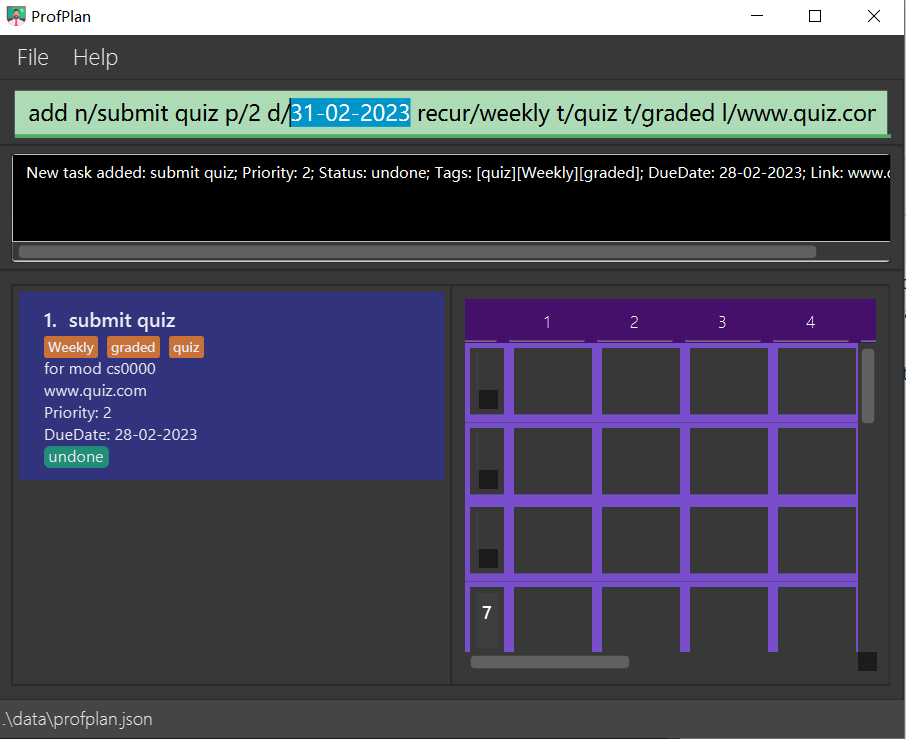 ProfPlan
File Help
add n/submit quiz p/2 d/31-02-2023 recur/weekly t/quiz t/graded l/www.quiz.cor
New task added: submit quiz; Priority: 2; Status: undone; Tags: [quiz][Weekly][graded]; DueDate: 28-02-2023; Link: www.
1. submit quiz
Weekly graded quiz
for mod cs0000
www.quiz.com
Priority: 2
DueDate: 28-02-2023
undone
1 2 3 4
7
.\data\profplan.json